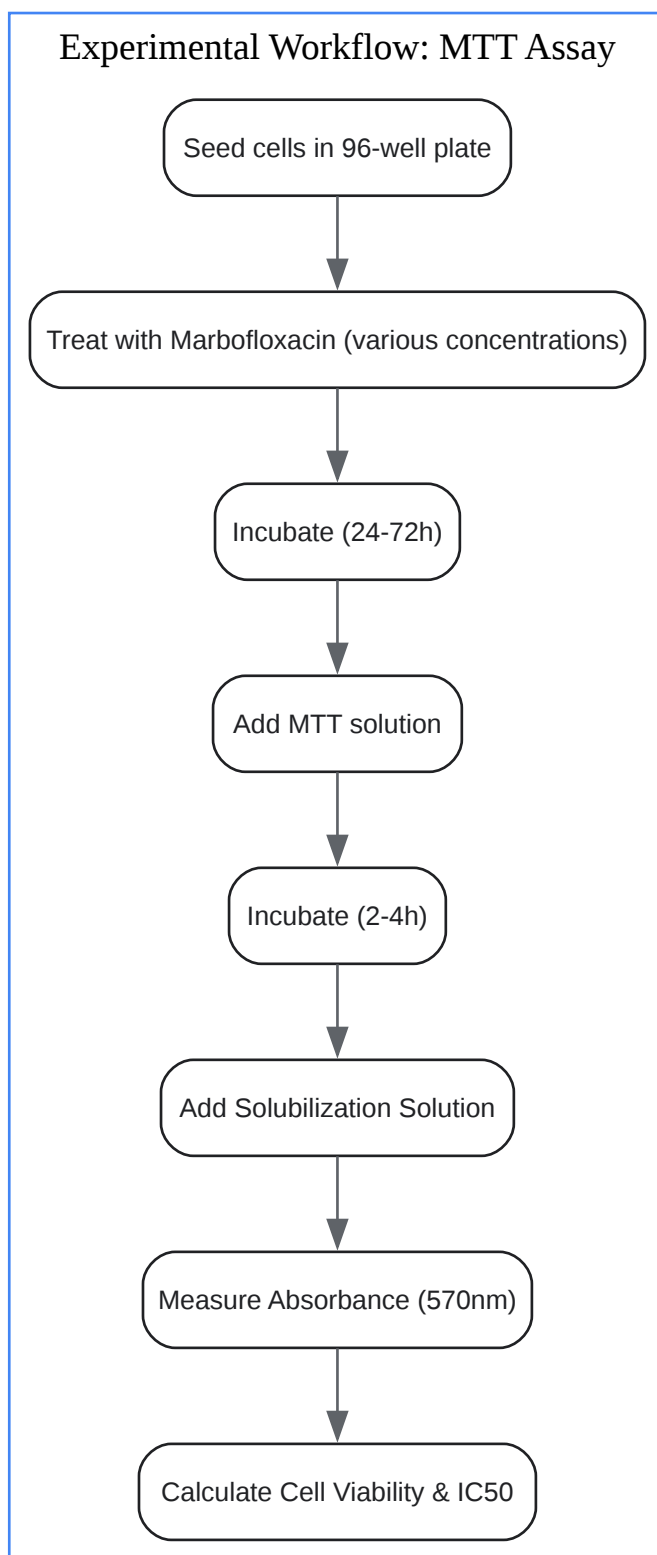 Experimental Workflow: MTT Assay
Seed cells in 96-well plate
Treat with Marbofloxacin (various concentrations)
Incubate (24-72h)
Add MTT solution
Incubate (2-4h)
Add Solubilization Solution
Measure Absorbance (570nm)
Calculate Cell Viability & IC50